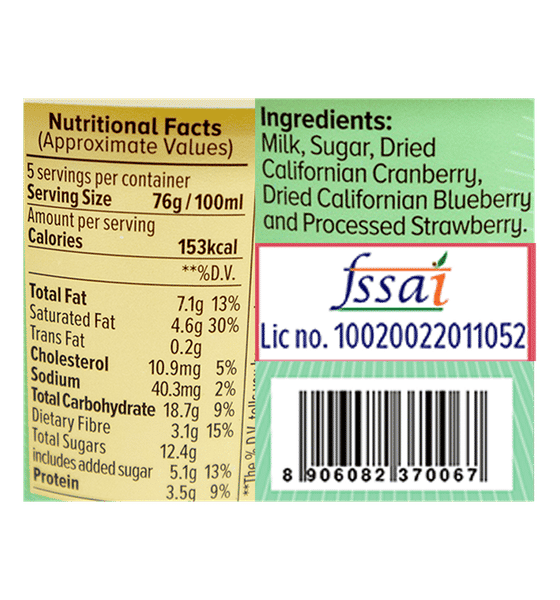 Nutritional Facts
(Approximate Values)
5 servings per container
Serving Size 76g / 100ml
Amount per serving
Calories 153kcal
**%D.V.
Total Fat 7.1g 13%
Saturated Fat 4.6g 30%
Trans Fat 0.2g
Cholesterol 10.9mg 5%
Sodium 40.3mg 2%
Total Carbohydrate 18.7g 9%
Dietary Fibre 3.1g 15%
Total Sugars 12.4g
includes added sugar 5.1g 13%
Protein 3.5g 9%
**The % D.V. tells you
Ingredients:
Milk, Sugar, Dried
Californian Cranberry,
Dried Californian Blueberry
and Processed Strawberry.
fssai
Lic no. 10020022011052
8 906082 370067